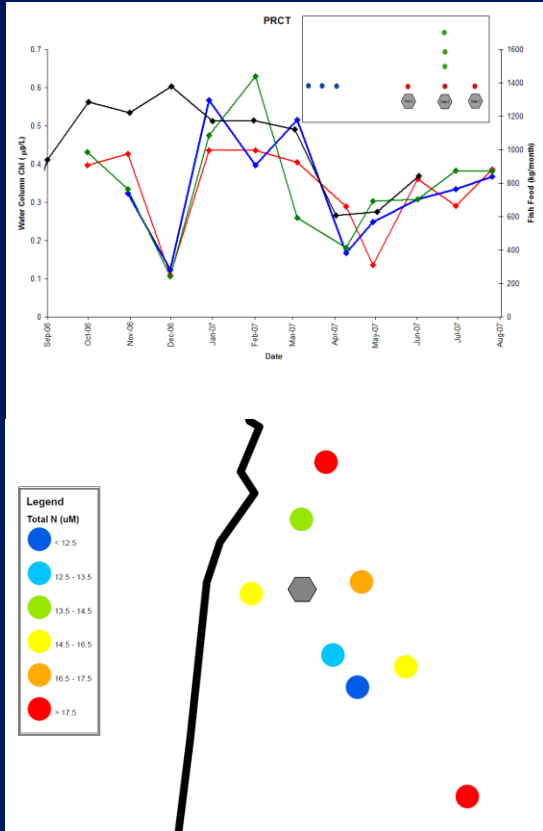 PRCT
0.7
0.6
0.5
0.4
0.3
0.2
0.1
0
Water Column Chl ( µg/L)
1600
1400
1200
1000
800
600
400
200
0
Fish Food (kg/month)
Sep-06
Oct-06
Nov-06
Dec-06
Jan-07
Feb-07
Mar-07
Apr-07
May-07
Jun-07
Jul-07
Aug-07
Date
Legend
Total N (uM)
< 12.5
12.5 - 13.5
13.5 - 14.5
14.5 - 16.5
16.5 - 17.5
> 17.5